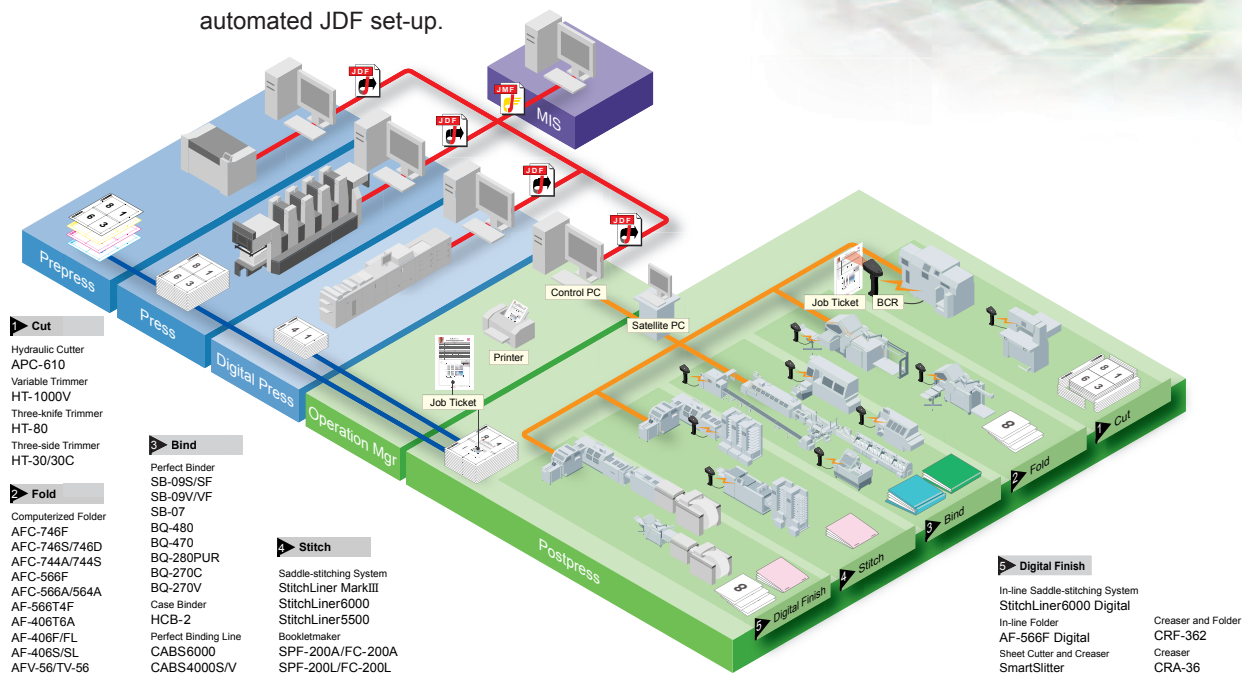 automated JDF set-up.
JDF
JMF
MIS
JDF
JDF
JDF
Prepress
Press
Digital Press
Operation Mgr
Postpress
Control PC
Satellite PC
Printer
Job Ticket
Job Ticket
BCR
1 Cut
2 Fold
3 Bind
4 Stitch
5 Digital Finish
1 Cut
Hydraulic Cutter
APC-610
Variable Trimmer
HT-1000V
Three-knife Trimmer
HT-80
Three-side Trimmer
HT-30/30C
2 Fold
Computerized Folder
AFC-746F
AFC-746S/746D
AFC-744A/744S
AFC-566F
AFC-566A/564A
AF-566T4F
AF-406T6A
AF-406F/FL
AF-406S/SL
AFV-56/TV-56
3 Bind
Perfect Binder
SB-09S/SF
SB-09V/VF
SB-07
BQ-480
BQ-470
BQ-280PUR
BQ-270C
BQ-270V
Case Binder
HCB-2
Perfect Binding Line
CABS6000
CABS4000S/V
4 Stitch
Saddle-stitching System
StitchLiner MarkIII
StitchLiner6000
StitchLiner5500
Bookletmaker
SPF-200A/FC-200A
SPF-200L/FC-200L
5 Digital Finish
In-line Saddle-stitching System
StitchLiner6000 Digital
In-line Folder
AF-566F Digital
Sheet Cutter and Creaser
SmartSlitter
Creaser and Folder
CRF-362
Creaser
CRA-36